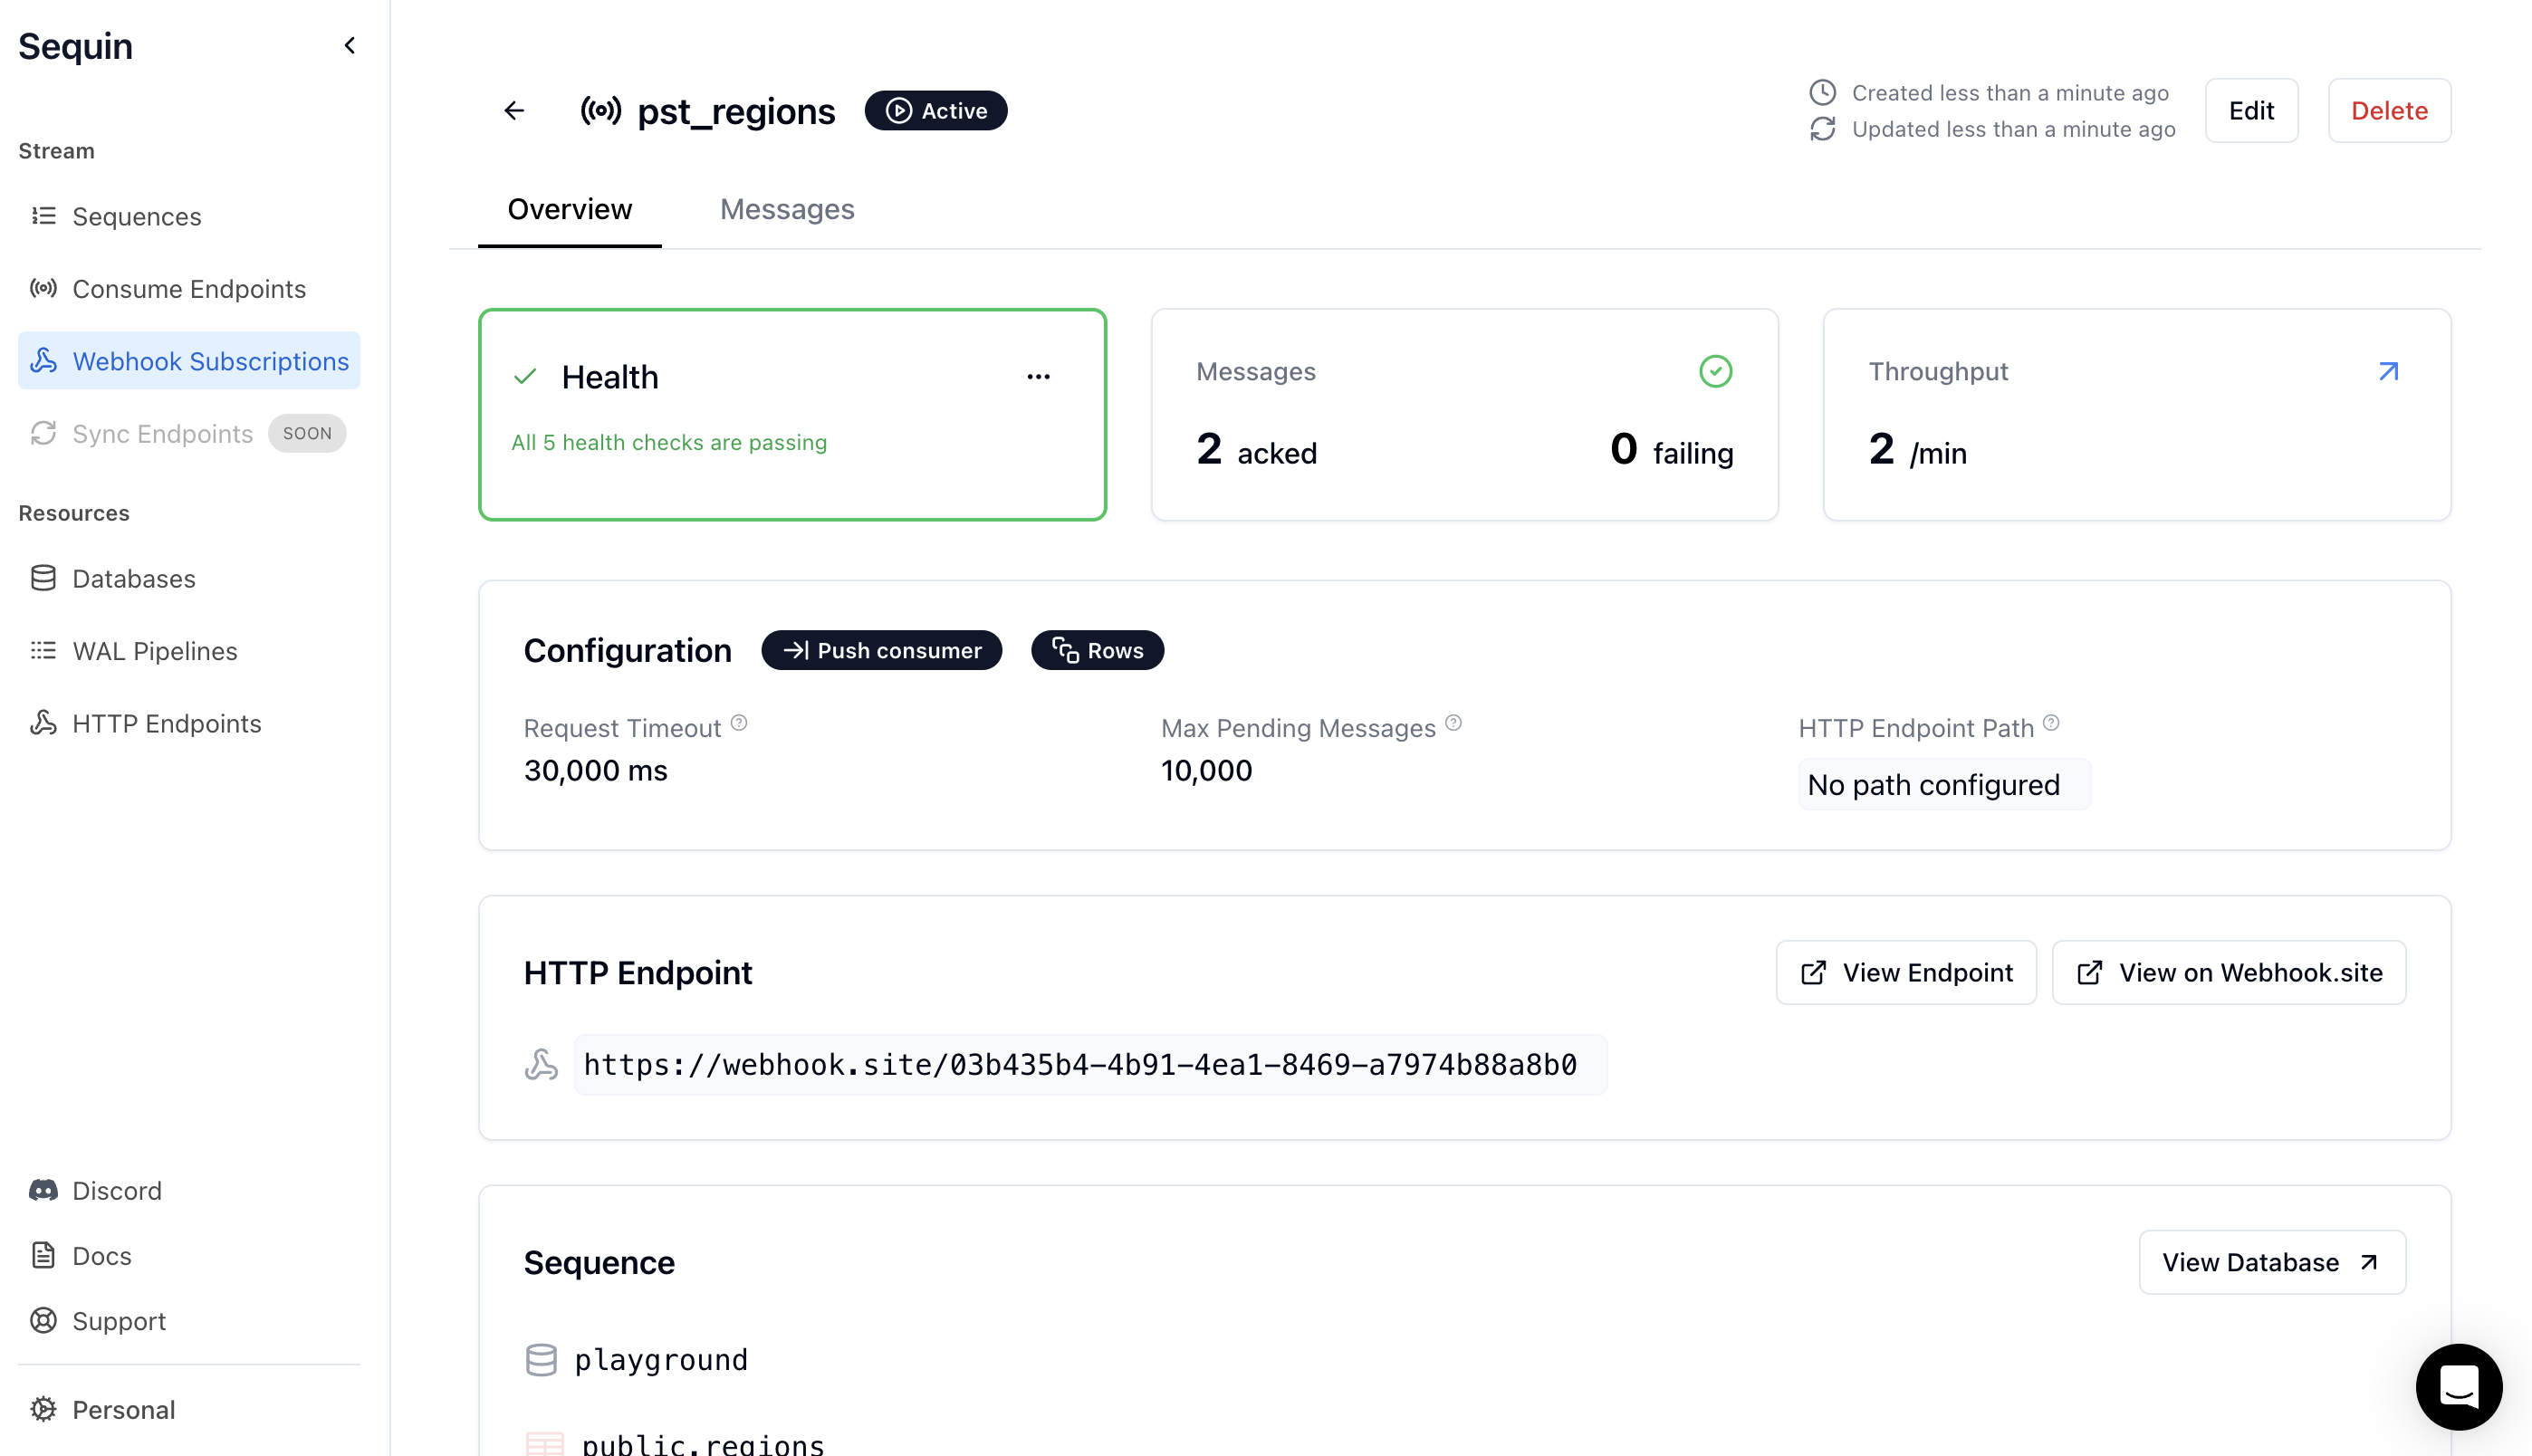 Sequin
Stream
Sequences
Consume Endpoints
Webhook Subscriptions
Sync Endpoints SOON
Resources
Databases
WAL Pipelines
HTTP Endpoints
Discord
Docs
Support
Personal
pst_regions Active
Created less than a minute ago
Updated less than a minute ago
Edit
Delete
Overview Messages
Health
All 5 health checks are passing
Messages
2 acked 0 failing
Throughput
2 /min
Configuration Push consumer Rows
Request Timeout
30,000 ms
Max Pending Messages
10,000
HTTP Endpoint Path
No path configured
HTTP Endpoint
View Endpoint
View on Webhook.site
https://webhook.site/03b435b4-4b91-4ea1-8469-a7974b88a8b0
Sequence
View Database
playground
public.regions